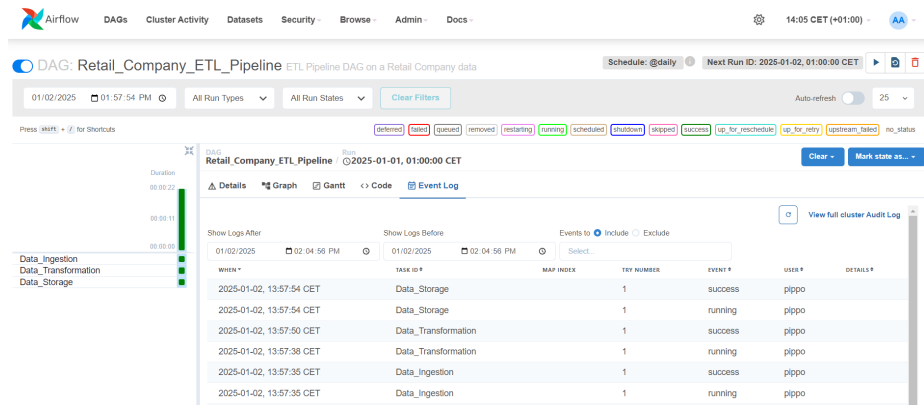 Airflow DAGs Cluster Activity Datasets Security Browse Admin Docs 14:05 CET (+01:00) AA
DAG: Retail_Company_ETL_Pipeline ETL Pipeline DAG on a Retail Company data Schedule: @daily Next Run ID: 2025-01-02, 01:00:00 CET
01/02/2025 01:57:54 PM All Run Types All Run States Clear Filters Auto-refresh 25
Press shift + / for Shortcuts deferred failed queued removed restarting running scheduled shutdown skipped success up_for_reschedule up_for_retry upstream_failed no_status
DAG Run
Retail_Company_ETL_Pipeline / 2025-01-01, 01:00:00 CET Clear Mark state as...
Duration
00:00:22
00:00:11
00:00:00
Data_Ingestion
Data_Transformation
Data_Storage
Details Graph Gantt Code Event Log
View full cluster Audit Log
Show Logs After Show Logs Before Events to Include Exclude
01/02/2025 02:04:56 PM 01/02/2025 02:04:56 PM Select...
WHEN TASK ID MAP INDEX TRY NUMBER EVENT USER DETAILS
2025-01-02, 13:57:54 CET Data_Storage 1 success pippo
2025-01-02, 13:57:54 CET Data_Storage 1 running pippo
2025-01-02, 13:57:50 CET Data_Transformation 1 success pippo
2025-01-02, 13:57:38 CET Data_Transformation 1 running pippo
2025-01-02, 13:57:35 CET Data_Ingestion 1 success pippo
2025-01-02, 13:57:35 CET Data_Ingestion 1 running pippo